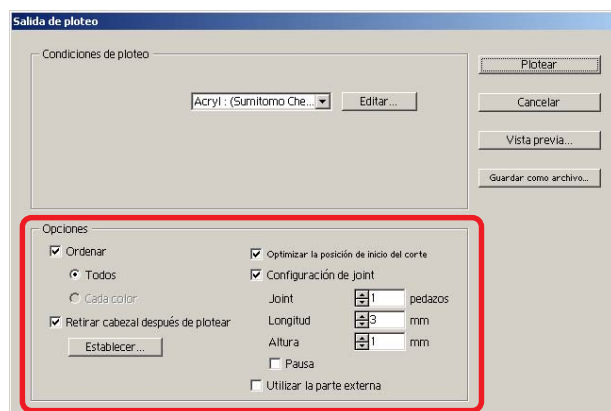 Salida de ploteo
Condiciones de ploteo
Acryl : (Sumitomo Che...
Editar...
Plotear
Cancelar
Vista previa...
Guardar como archivo...
Opciones
Ordenar
Todos
Cada color
Retirar cabezal después de plotear
Establecer...
Optimizar la posición de inicio del corte
Configuración de joint
Joint 1 pedazos
Longitud 3 mm
Altura 1 mm
Pausa
Utilizar la parte externa